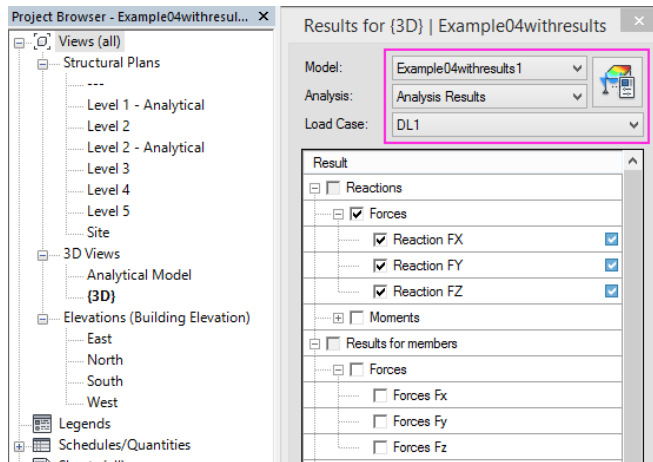 Project Browser - Example04withresul...
Views (all)
Structural Plans
---
Level 1 - Analytical
Level 2
Level 2 - Analytical
Level 3
Level 4
Level 5
Site
3D Views
Analytical Model
{3D}
Elevations (Building Elevation)
East
North
South
West
Legends
Schedules/Quantities
Results for {3D} | Example04withresults
Model: Example04withresults1
Analysis: Analysis Results
Load Case: DL1
Result
Reactions
Forces
Reaction FX
Reaction FY
Reaction FZ
Moments
Results for members
Forces
Forces Fx
Forces Fy
Forces Fz